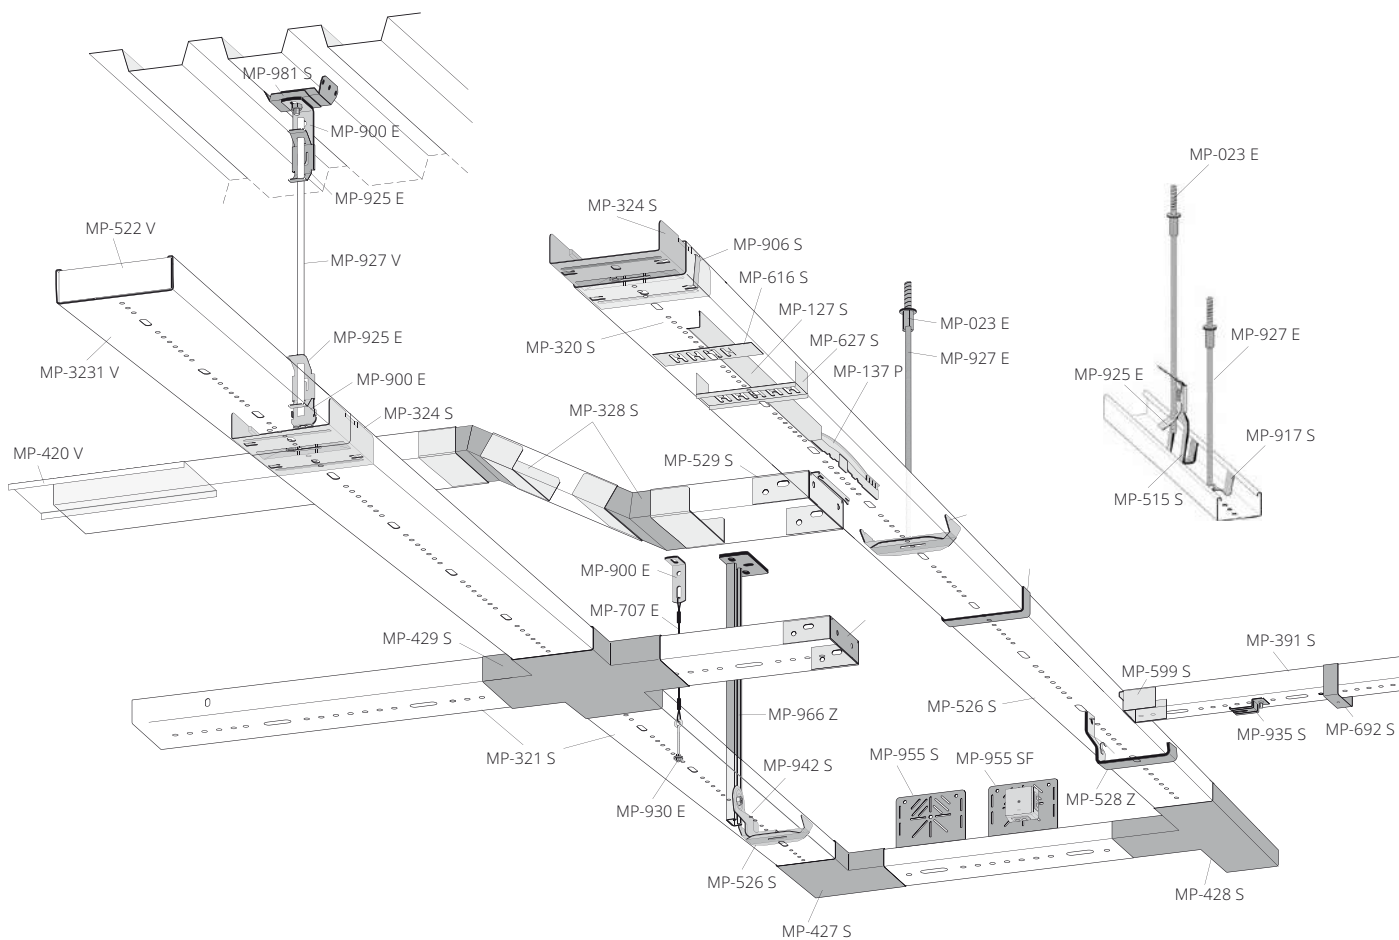 MP-981 S
MP-900 E
MP-925 E
MP-023 E
MP-324 S
MP-522 V
MP-906 S
MP-927 V
MP-616 S
MP-127 S
MP-023 E
MP-925 E
MP-627 S
MP-927 E
MP-320 S
MP-927 E
MP-3231 V
MP-137 P
MP-925 E
MP-900 E
MP-324 S
MP-328 S
MP-917 S
MP-420 V
MP-529 S
MP-515 S
MP-900 E
MP-707 E
MP-429 S
MP-391 S
MP-599 S
MP-526 S
MP-966 Z
MP-935 S
MP-692 S
MP-321 S
MP-955 S
MP-955 SF
MP-942 S
MP-528 Z
MP-930 E
MP-526 S
MP-428 S
MP-427 S